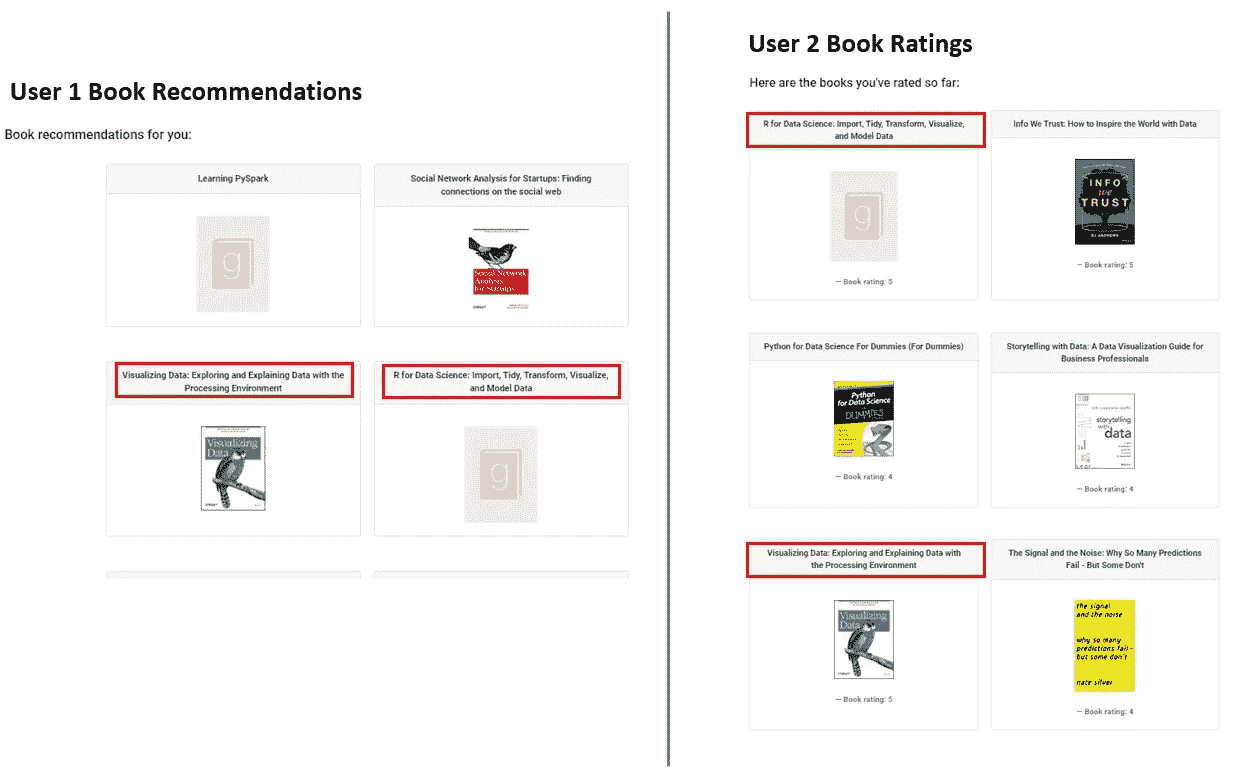 User 1 Book Recommendations
Book recommendations for you:
Learning PySpark
g
Social Network Analysis for Startups: Finding
connections on the social web
Social Network
Analysis
for Startups
Visualizing Data: Exploring and Explaining Data with the
Processing Environment
Visualizing
Data
R for Data Science: Import, Tidy, Transform, Visualize,
and Model Data
g
User 2 Book Ratings
Here are the books you've rated so far:
R for Data Science: Import, Tidy, Transform, Visualize,
and Model Data
g
— Book rating: 5
Info We Trust: How to Inspire the World with Data
INFO
we
TRUST
— Book rating: 5
Python for Data Science For Dummies (For Dummies)
Python
for Data Science
DUMMIES
— Book rating: 4
Storytelling with Data: A Data Visualization Guide for
Business Professionals
storytelling
with
data
— Book rating: 4
Visualizing Data: Exploring and Explaining Data with
the Processing Environment
Visualizing
Data
— Book rating: 5
The Signal and the Noise: Why So Many Predictions
Fail - But Some Don't
the signal
and the noise
why so many
predictions fail -
but some don't
nate silver
— Book rating: 4